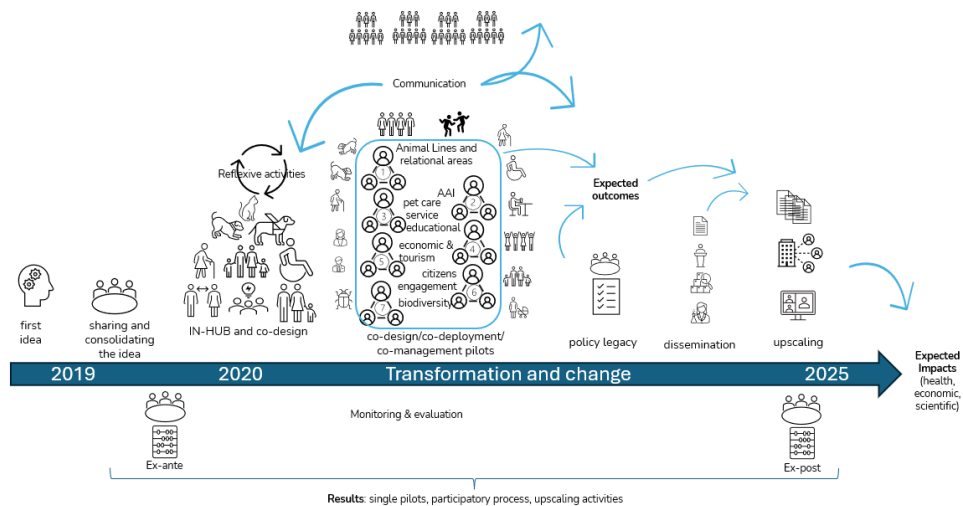 Communication
Reflexive activities
Animal Lines and
relational areas
1
AAI
2
pet care
service
3
educational
4
economic &
tourism
5
citizens
engagement
6
biodiversity
7
Expected
outcomes
first
idea
sharing and
consolidating
the idea
IN-HUB and co-design
co-design/co-deployment/
co-management pilots
policy legacy
dissemination
upscaling
2019
2020
Transformation and change
2025
Expected
Impacts
(health,
economic,
scientific)
Monitoring & evaluation
Ex-ante
Ex-post
Results: single pilots, participatory process, upscaling activities